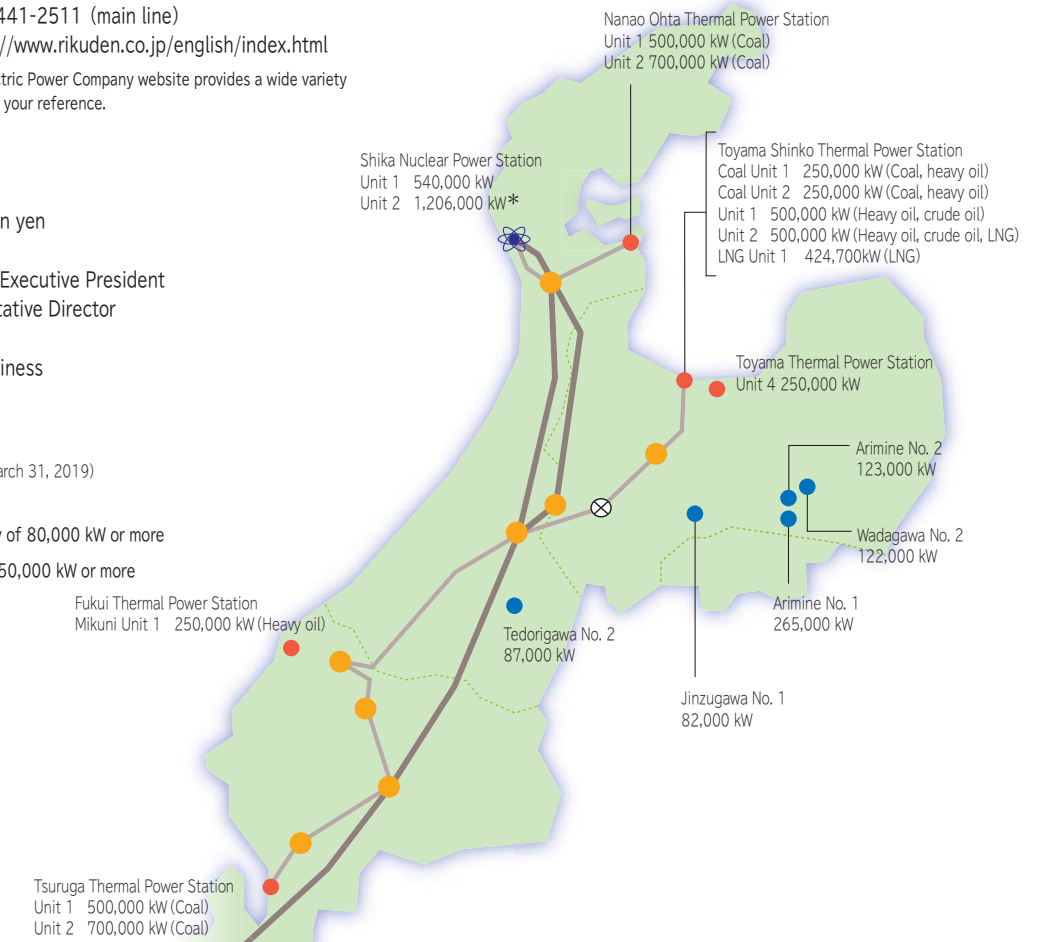 441-2511 (main line)
//www.rikuden.co.jp/english/index.html
ctric Power Company website provides a wide variety
your reference.
n yen
Executive President
tative Director
iness
arch 31, 2019)
y of 80,000 kW or more
50,000 kW or more
Nanao Ohta Thermal Power Station
Unit 1 500,000 kW (Coal)
Unit 2 700,000 kW (Coal)
Shika Nuclear Power Station
Unit 1 540,000 kW
Unit 2 1,206,000 kW*
Toyama Shinko Thermal Power Station
Coal Unit 1 250,000 kW (Coal, heavy oil)
Coal Unit 2 250,000 kW (Coal, heavy oil)
Unit 1 500,000 kW (Heavy oil, crude oil)
Unit 2 500,000 kW (Heavy oil, crude oil, LNG)
LNG Unit 1 424,700kW (LNG)
Toyama Thermal Power Station
Unit 4 250,000 kW
Arimine No. 2
123,000 kW
Wadagawa No. 2
122,000 kW
Arimine No. 1
265,000 kW
Fukui Thermal Power Station
Mikuni Unit 1 250,000 kW (Heavy oil)
Tedorigawa No. 2
87,000 kW
Jinzugawa No. 1
82,000 kW
Tsuruga Thermal Power Station
Unit 1 500,000 kW (Coal)
Unit 2 700,000 kW (Coal)